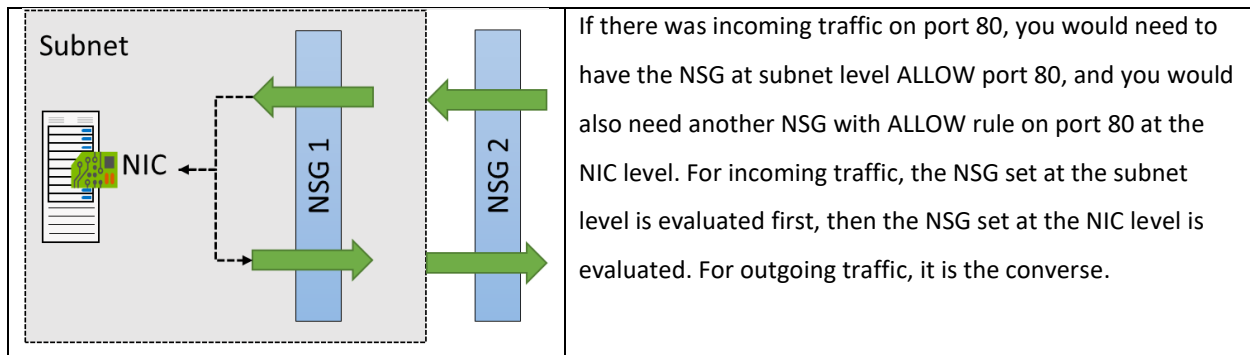 Subnet
NIC
NSG 1
NSG 2
If there was incoming traffic on port 80, you would need to
have the NSG at subnet level ALLOW port 80, and you would
also need another NSG with ALLOW rule on port 80 at the
NIC level. For incoming traffic, the NSG set at the subnet
level is evaluated first, then the NSG set at the NIC level is
evaluated. For outgoing traffic, it is the converse.